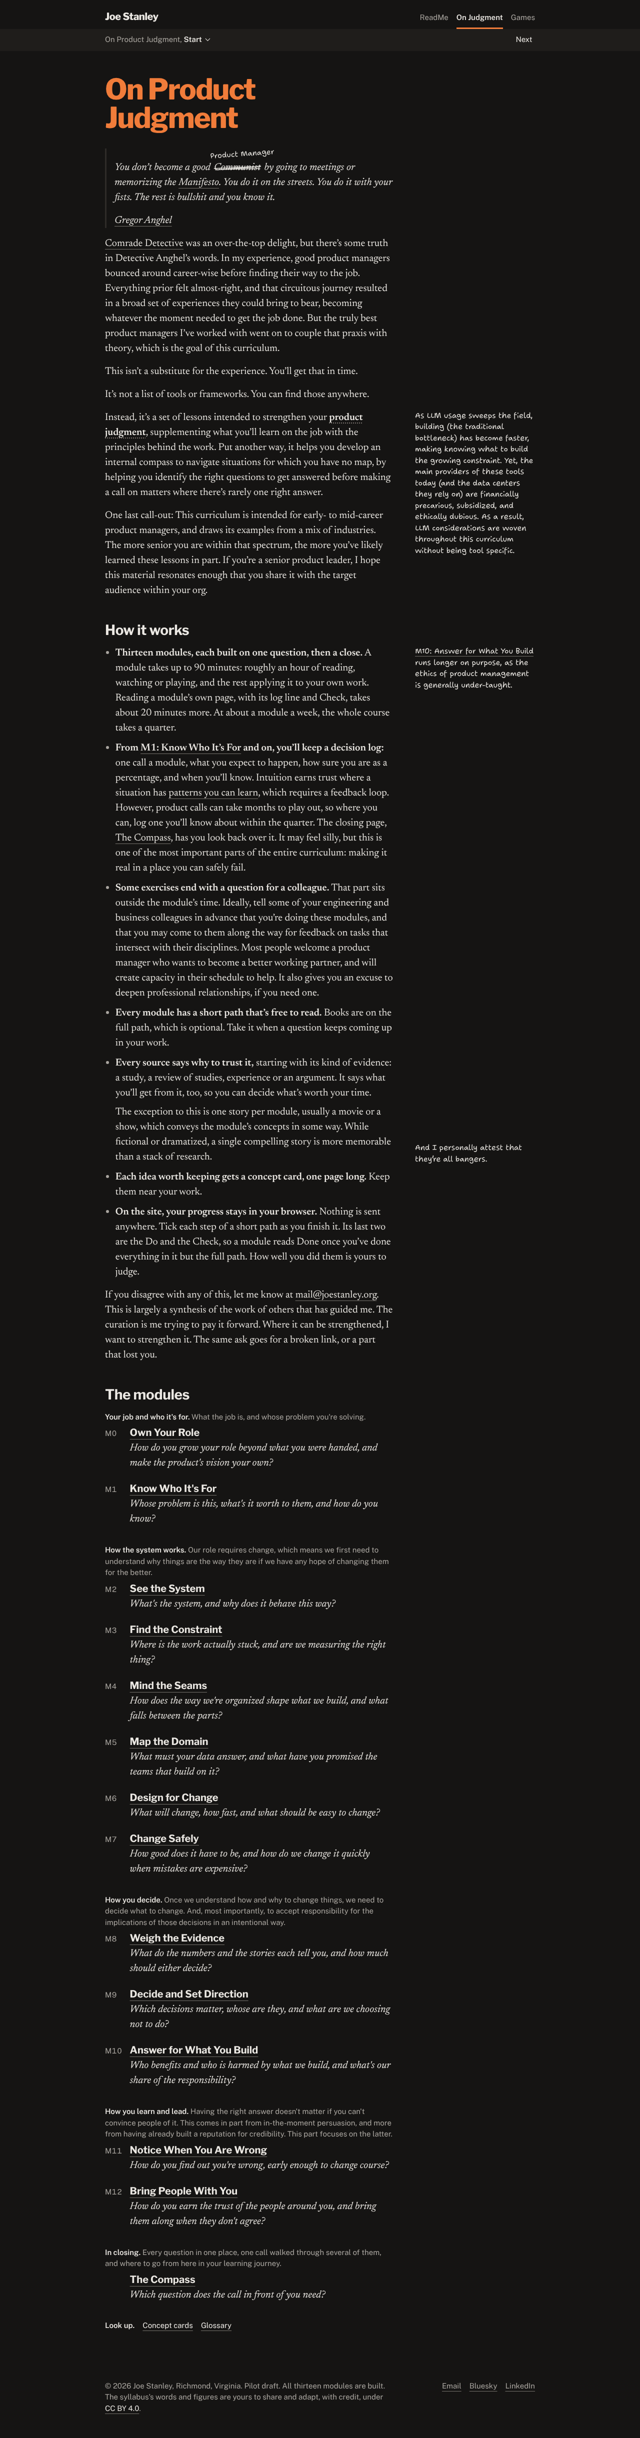 Joe Stanley
ReadMe On Judgment Games
On Product Judgment, Start
Next
On Product
Judgment
Product Manager
You don't become a good Communist by going to meetings or
memorizing the Manifesto. You do it on the streets. You do it with your
fists. The rest is bullshit and you know it.
Gregor Anghel
Comrade Detective was an over-the-top delight, but there's some truth
in Detective Anghel's words. In my experience, good product managers
bounced around career-wise before finding their way to the job.
Everything prior felt almost-right, and that circuitous journey resulted
in a broad set of experiences they could bring to bear, becoming
whatever the moment needed to get the job done. But the truly best
product managers I've worked with went on to couple that praxis with
theory, which is the goal of this curriculum.
This isn't a substitute for the experience. You'll get that in time.
It's not a list of tools or frameworks. You can find those anywhere.
Instead, it's a set of lessons intended to strengthen your product
judgment, supplementing what you'll learn on the job with the
principles behind the work. Put another way, it helps you develop an
internal compass to navigate situations for which you have no map, by
helping you identify the right questions to get answered before making
a call on matters where there's rarely one right answer.
As LLM usage sweeps the field,
building (the traditional
bottleneck) has become faster,
making knowing what to build
the growing constraint. Yet, the
main providers of these tools
today (and the data centers
they rely on) are financially
precarious, subsidized, and
ethically dubious. As a result,
LLM considerations are woven
throughout this curriculum
without being tool specific.
One last call-out: This curriculum is intended for early- to mid-career
product managers, and draws its examples from a mix of industries.
The more senior you are within that spectrum, the more you've likely
learned these lessons in part. If you're a senior product leader, I hope
this material resonates enough that you share it with the target
audience within your org.
How it works
Thirteen modules, each built on one question, then a close. A
module takes up to 90 minutes: roughly an hour of reading,
watching or playing, and the rest applying it to your own work.
Reading a module's own page, with its log line and Check, takes
about 20 minutes more. At about a module a week, the whole course
takes a quarter.
M10: Answer for What You Build
runs longer on purpose, as the
ethics of product management
is generally under-taught.
From M1: Know Who It's For and on, you'll keep a decision log:
one call a module, what you expect to happen, how sure you are as a
percentage, and when you'll know. Intuition earns trust where a
situation has patterns you can learn, which requires a feedback loop.
However, product calls can take months to play out, so where you
can, log one you'll know about within the quarter. The closing page,
The Compass, has you look back over it. It may feel silly, but this is
one of the most important parts of the entire curriculum: making it
real in a place you can safely fail.
Some exercises end with a question for a colleague. That part sits
outside the module's time. Ideally, tell some of your engineering and
business colleagues in advance that you're doing these modules, and
that you may come to them along the way for feedback on tasks that
intersect with their disciplines. Most people welcome a product
manager who wants to become a better working partner, and will
create capacity in their schedule to help. It also gives you an excuse to
deepen professional relationships, if you need one.
Every module has a short path that's free to read. Books are on the
full path, which is optional. Take it when a question keeps coming up
in your work.
Every source says why to trust it, starting with its kind of evidence:
a study, a review of studies, experience or an argument. It says what
you'll get from it, too, so you can decide what's worth your time.
The exception to this is one story per module, usually a movie or a
show, which conveys the module's concepts in some way. While
fictional or dramatized, a single compelling story is more memorable
than a stack of research.
And I personally attest that
they're all bangers.
Each idea worth keeping gets a concept card, one page long. Keep
them near your work.
On the site, your progress stays in your browser. Nothing is sent
anywhere. Tick each step of a short path as you finish it. Its last two
are the Do and the Check, so a module reads Done once you've done
everything in it but the full path. How well you did them is yours to
judge.
If you disagree with any of this, let me know at mail@joestanley.org.
This is largely a synthesis of the work of others that has guided me. The
curation is me trying to pay it forward. Where it can be strengthened, I
want to strengthen it. The same ask goes for a broken link, or a part
that lost you.
The modules
Your job and who it's for. What the job is, and whose problem you're solving.
M0 Own Your Role
How do you grow your role beyond what you were handed, and
make the product's vision your own?
M1 Know Who It's For
Whose problem is this, what's it worth to them, and how do you
know?
How the system works. Our role requires change, which means we first need to
understand why things are the way they are if we have any hope of changing them
for the better.
M2 See the System
What's the system, and why does it behave this way?
M3 Find the Constraint
Where is the work actually stuck, and are we measuring the right
thing?
M4 Mind the Seams
How does the way we're organized shape what we build, and what
falls between the parts?
M5 Map the Domain
What must your data answer, and what have you promised the
teams that build on it?
M6 Design for Change
What will change, how fast, and what should be easy to change?
M7 Change Safely
How good does it have to be, and how do we change it quickly
when mistakes are expensive?
How you decide. Once we understand how and why to change things, we need to
decide what to change. And, most importantly, to accept responsibility for the
implications of those decisions in an intentional way.
M8 Weigh the Evidence
What do the numbers and the stories each tell you, and how much
should either decide?
M9 Decide and Set Direction
Which decisions matter, whose are they, and what are we choosing
not to do?
M10 Answer for What You Build
Who benefits and who is harmed by what we build, and what's our
share of the responsibility?
How you learn and lead. Having the right answer doesn't matter if you can't
convince people of it. This comes in part from in-the-moment persuasion, and more
from having already built a reputation for credibility. This part focuses on the latter.
M11 Notice When You Are Wrong
How do you find out you're wrong, early enough to change course?
M12 Bring People With You
How do you earn the trust of the people around you, and bring
them along when they don't agree?
In closing. Every question in one place, one call walked through several of them,
and where to go from here in your learning journey.
The Compass
Which question does the call in front of you need?
Look up. Concept cards Glossary
© 2026 Joe Stanley, Richmond, Virginia. Pilot draft. All thirteen modules are built.
The syllabus's words and figures are yours to share and adapt, with credit, under
CC BY 4.0.
Email Bluesky LinkedIn